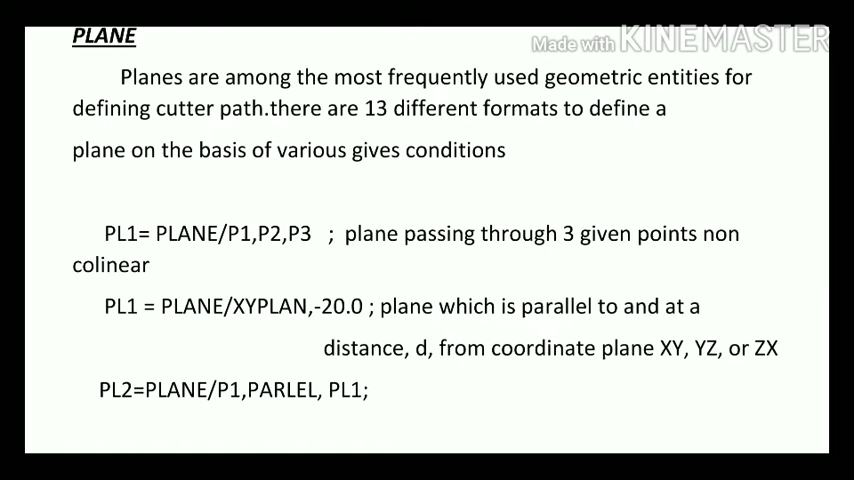 PLANE
Made with KINEMASTER
Planes are among the most frequently used geometric entities for
defining cutter path.there are 13 different formats to define a
plane on the basis of various gives conditions
PL1= PLANE/P1,P2,P3 ; plane passing through 3 given points non
colinear
PL1 = PLANE/XYPLAN,-20.0 ; plane which is parallel to and at a
distance, d, from coordinate plane XY, YZ, or ZX
PL2=PLANE/P1,PARLEL, PL1;